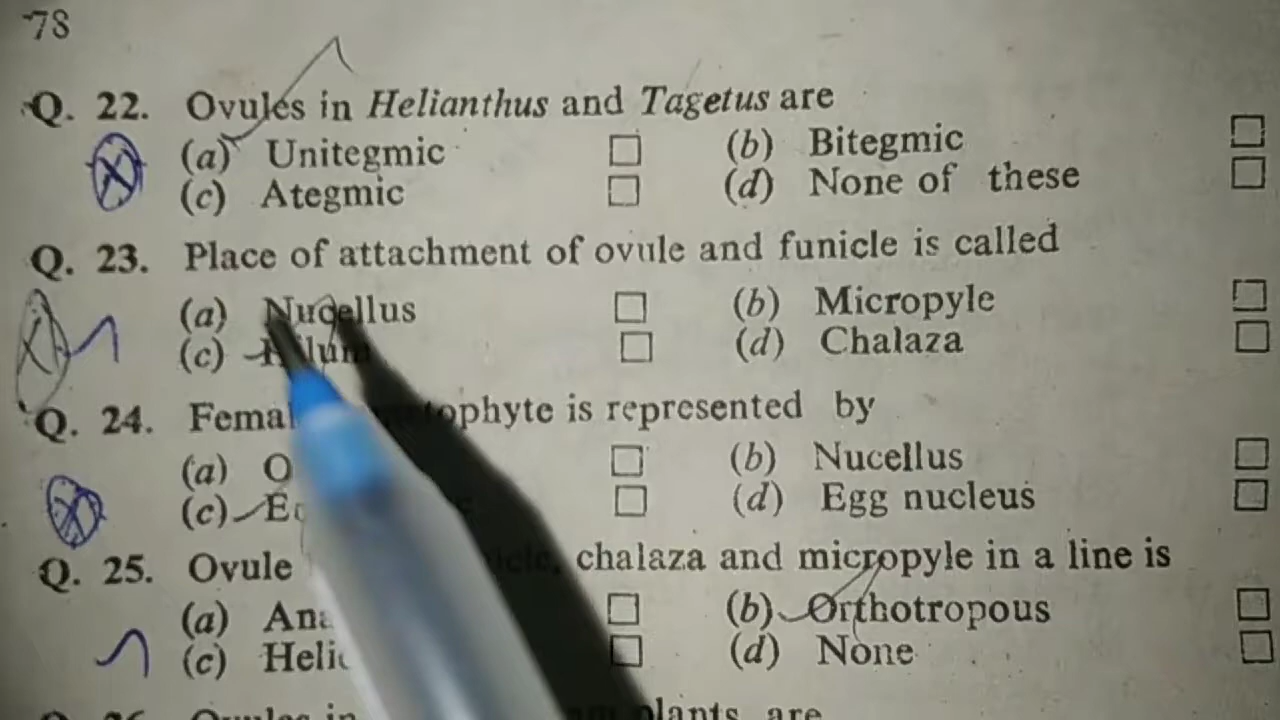 78
Q. 22. Ovules in Helianthus and Tagetus are
(a) Unitegmic (b) Bitegmic
(c) Ategmic (d) None of these
Q. 23. Place of attachment of ovule and funicle is called
(a) Nucellus (b) Micropyle
(c) Hilum (d) Chalaza
Q. 24. is represented by
(a) (b) Nucellus
(c) (d) Egg nucleus
Q. 25. Ovule chalaza and micropyle in a line is
(a) (b) Orthotropous
(c) (d) None
plants are